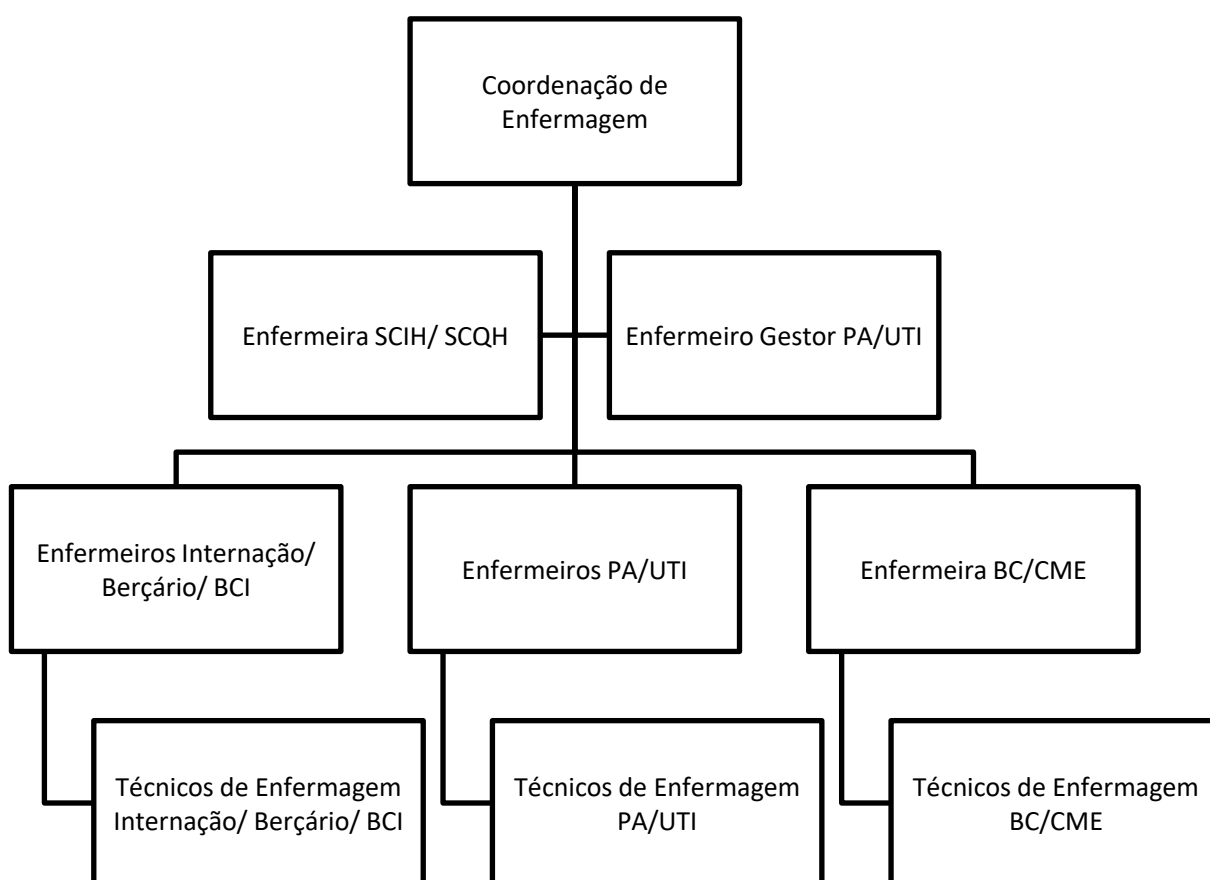 Coordenação de
Enfermagem
Enfermeira SCIH/ SCQH
Enfermeiro Gestor PA/UTI
Enfermeiros Internação/
Berçário/ BCI
Enfermeiros PA/UTI
Enfermeira BC/CME
Técnicos de Enfermagem
Internação/ Berçário/ BCI
Técnicos de Enfermagem
PA/UTI
Técnicos de Enfermagem
BC/CME